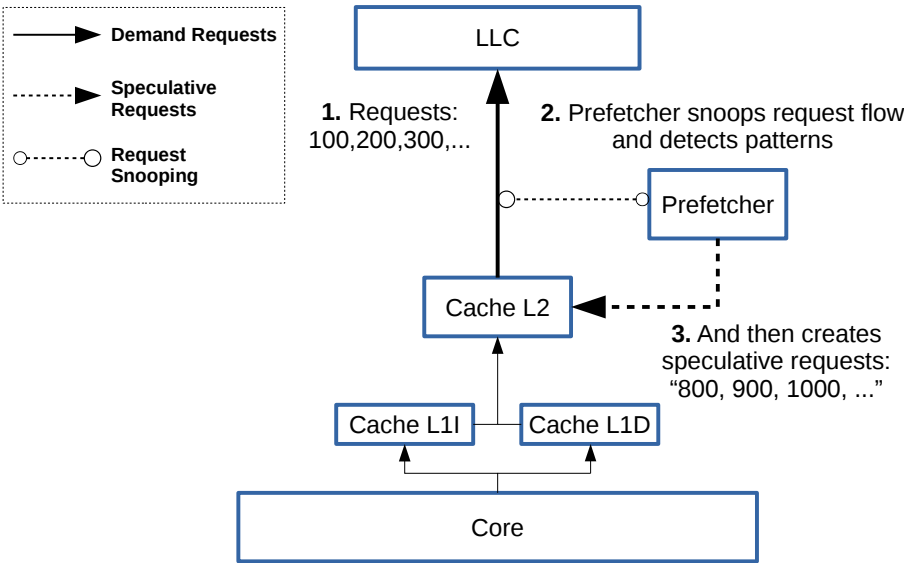 Demand Requests
Speculative
Requests
Request
Snooping
LLC
1. Requests:
100,200,300,...
2. Prefetcher snoops request flow
and detects patterns
Prefetcher
Cache L2
3. And then creates
speculative requests:
“800, 900, 1000, ...”
Cache L1I
Cache L1D
Core